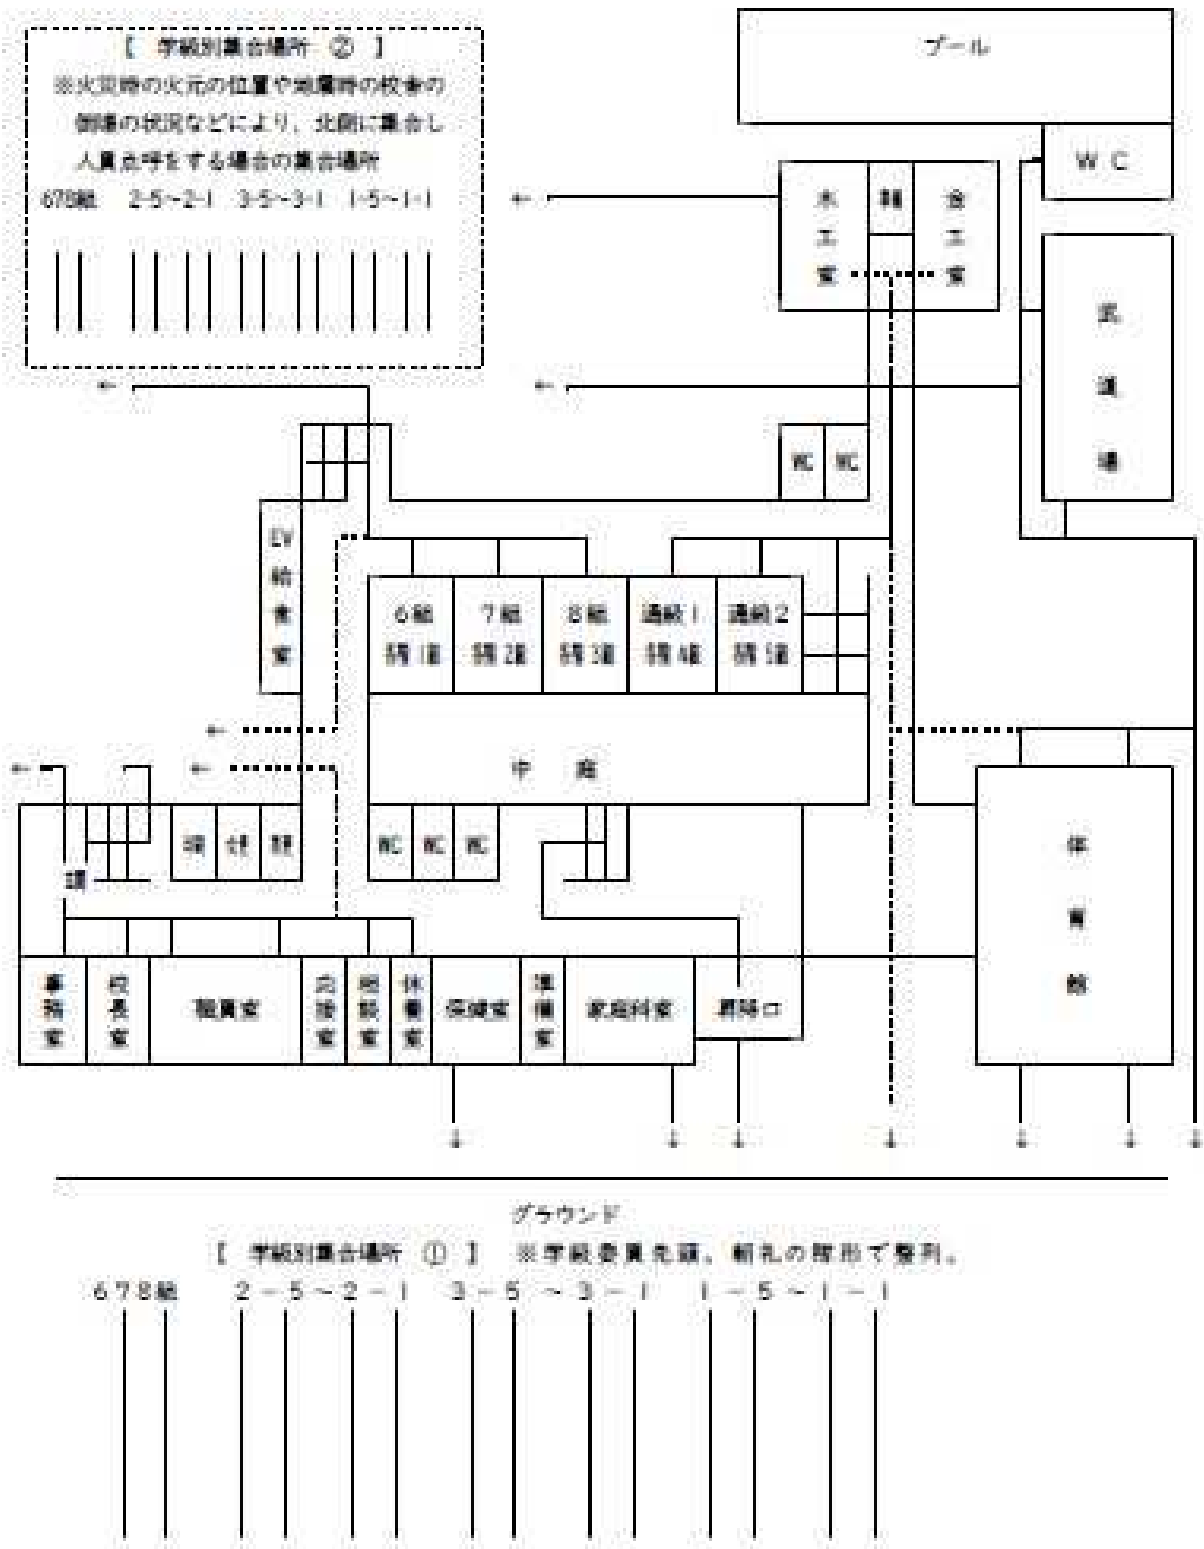 [ 学級別集合場所 ② ]
※火災時の火元の位置や地震時の校舎の
倒壊の状況などにより、北側に集合し
人員点呼をする場合の集合場所
678組 2-5～2-1 3-5～3-1 1-5～1-1
プール
WC
木工室
金工室
武道場
WC
WC
EV
給食室
6組
7組
8組
通級1
通級2
中庭
WC
WC
WC
体育館
事務室
校長室
職員室
応接室
相談室
休養室
保健室
準備室
家庭科室
昇降口
グラウンド
[ 学級別集合場所 ① ] ※学級委員先頭、朝礼の隊形で整列。
678組 2-5～2-1 3-5～3-1 1-5～1-1